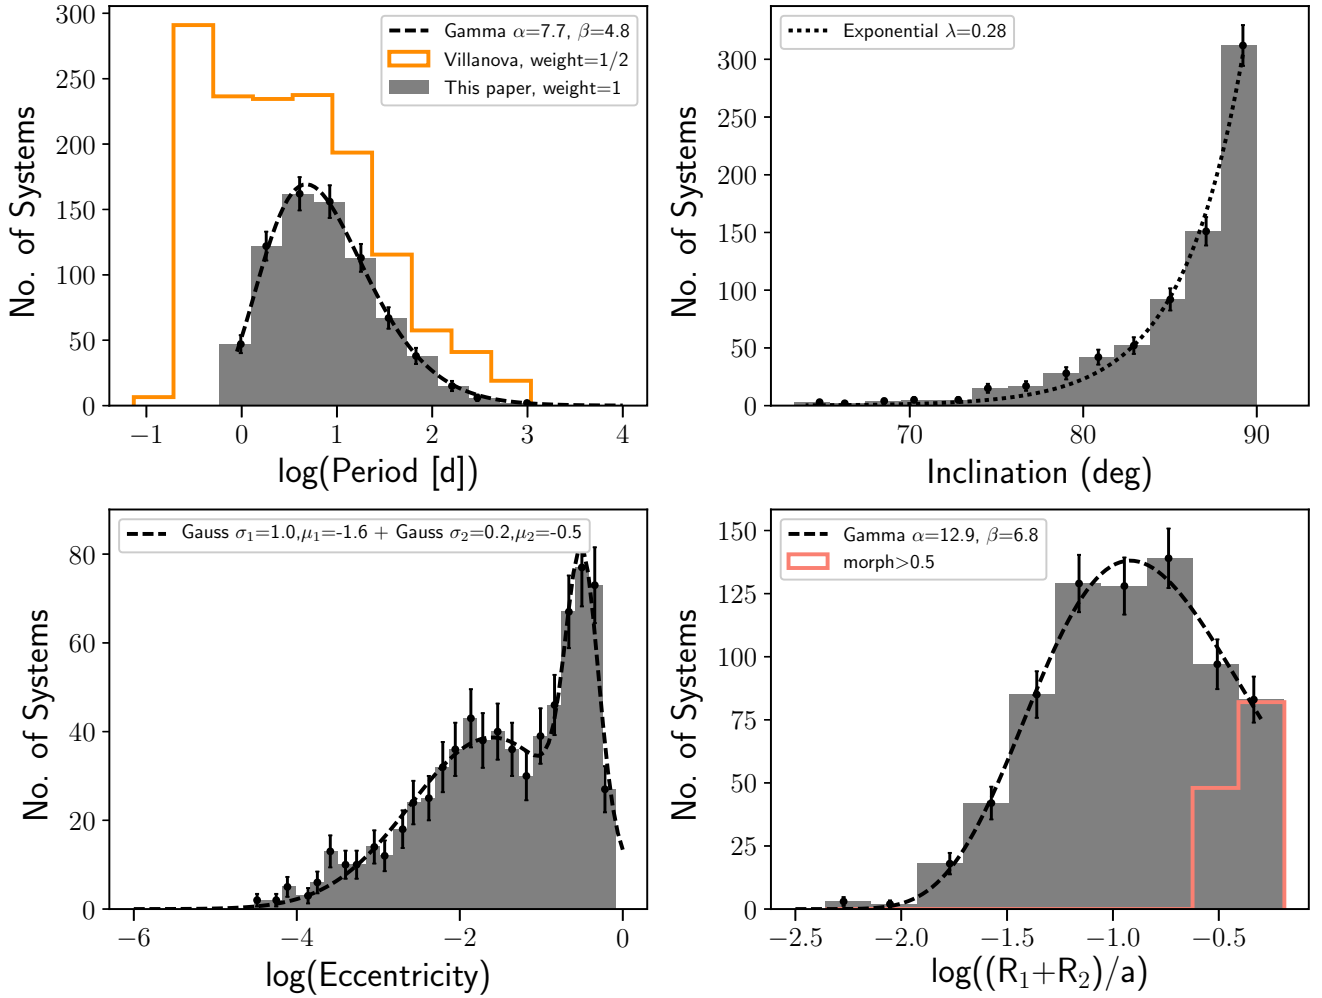 300
250
200
150
100
50
0
No. of Systems
Gamma α=7.7, β=4.8
Villanova, weight=1/2
This paper, weight=1
−1 0 1 2 3 4
log(Period [d])
300
250
200
150
100
50
0
No. of Systems
Exponential λ=0.28
70 80 90
Inclination (deg)
80
60
40
20
0
No. of Systems
Gauss σ₁=1.0,μ₁=-1.6 + Gauss σ₂=0.2,μ₂=-0.5
−6 −4 −2 0
log(Eccentricity)
150
125
100
75
50
25
0
No. of Systems
Gamma α=12.9, β=6.8
morph>0.5
−2.5 −2.0 −1.5 −1.0 −0.5
log((R₁+R₂)/a)